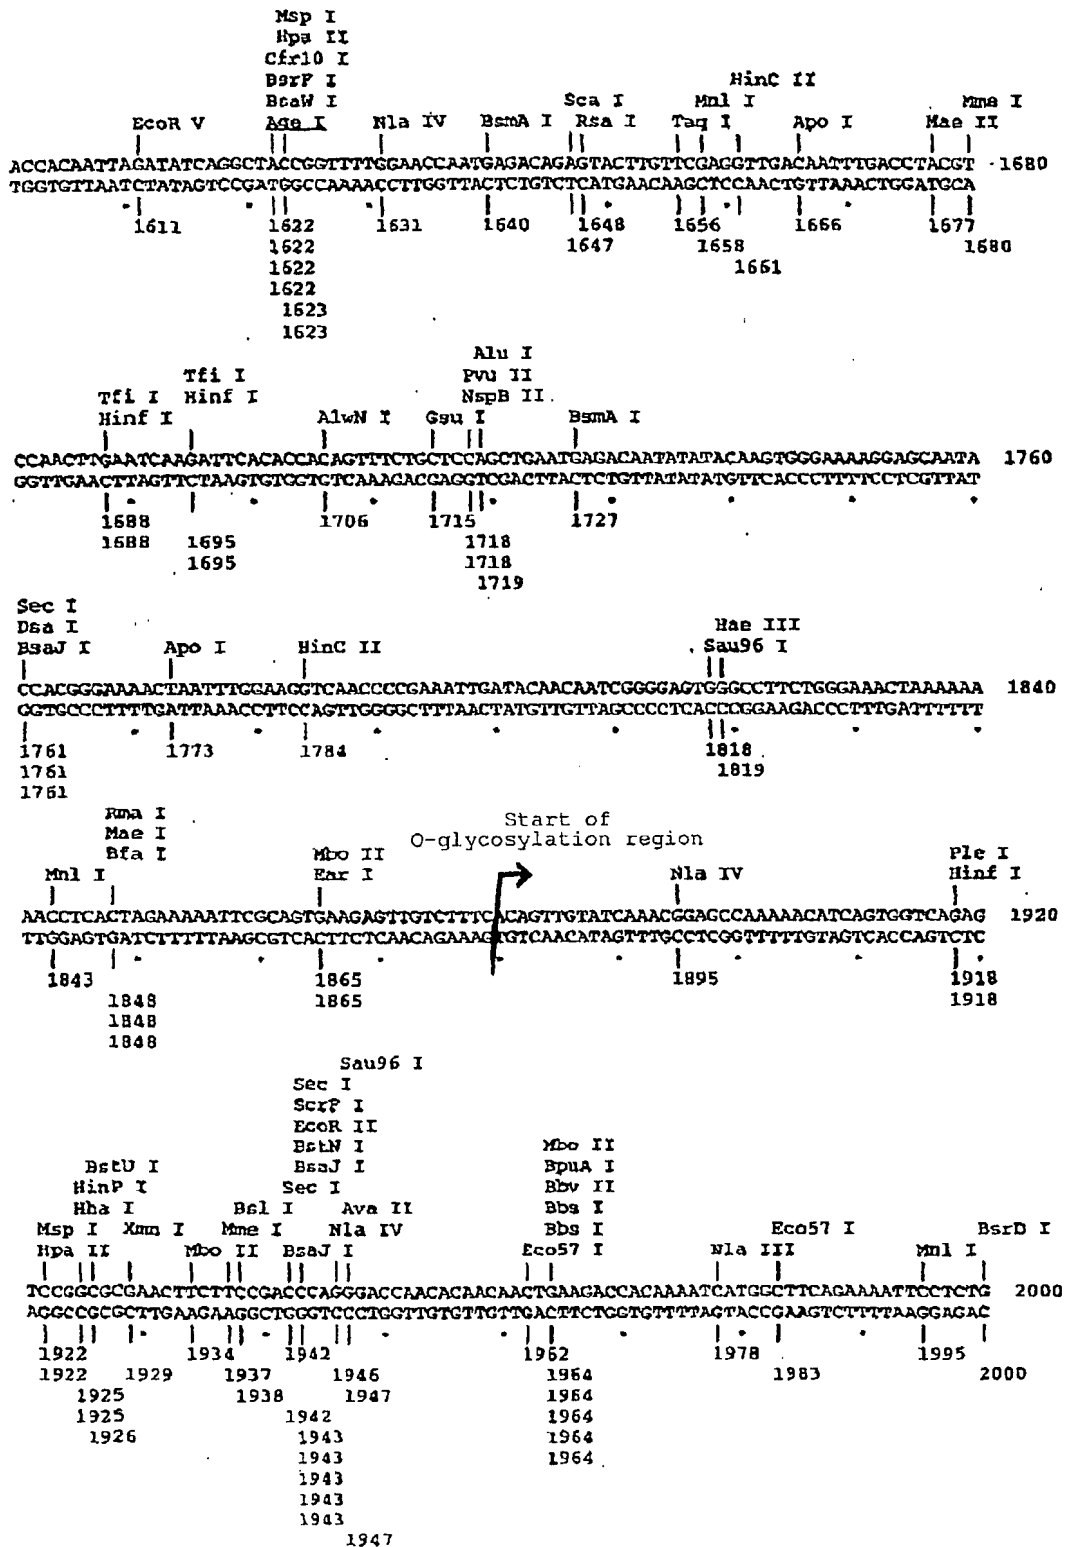 Msp I
Hpa II
Cfr10 I
BsrF I
HinC II
BsaW I
Sca I
Mnl I
Mme I
EcoR V
Age I
Nla IV
BsmA I
Rsa I
Taq I
Apo I
Mae II
ACCACAATTAGATATCAGGCTACCGGTTTTGGAACCAATGAGACAGAGTACTTGTTCGAGGTTGACAATTTGACCTACGT 1680
TGGTGTTAATCTATAGTCCGATGGCCAAAACCTTGGTTACTCTGTCTCATGAACAAGCTCCAACTGTTAAACTGGATGCA
1611
1622
1631
1640
1648
1656
1666
1677
1622
1647
1658
1680
1622
1661
1622
1623
1623
Alu I
Tfi I
Pvu II
Tfi I
Hinf I
NspB II
Hinf I
AlwN I
Gsu I
BsmA I
CCAACTTGAATCAAGATTCACACCACAGTTTCTGCTCCAGCTGAATGAGACAATATATACAAGTGGGAAAAGGAGCAATA 1760
GGTTGAACTTAGTTCTAAGTGTGGTGTCAAAGACGAGGTCGACTTACTCTGTTATATATGTTCACCCTTTTCCTCGTTAT
1688
1706
1715
1727
1688
1695
1718
1695
1718
1719
Sec I
Dsa I
Hae III
BsaJ I
Apo I
HinC II
Sau96 I
CCACGGGAAAACTAATTTGGAAGGTCAACCCCGAAATTGATACAACAATCGGGGAGTGGGCCTTCTGGGAAACTAAAAAA 1840
GGTGCCCTTTTGATTAAACCTTCCAGTTGGGGCTTTAACTATGTTGTTAGCCCCTCACCCGGAAGACCCTTTGATTTTTT
1761
1773
1784
1818
1761
1819
1761
Rma I
Start of
Mae I
O-glycosylation region
Bfa I
Mbo II
Ple I
Mnl I
Ear I
Nla IV
Hinf I
AACCTCACTAGAAAAATTCGCAGTGAAGAGTTGTCTTTCACAGTTGTATCAAACGGAGCCAAAAACATCAGTGGTCAGAG 1920
TTGGAGTGATCTTTTTAAGCGTCACTTCTCAACAGAAAGTGTCAACATAGTTTGCCTCGGTTTTTGTAGTCACCAGTCTC
1843
1865
1895
1918
1848
1865
1918
1848
1848
Sau96 I
Sec I
ScrF I
EcoR II
BstN I
Mbo II
BstU I
BsaJ I
BpuA I
HinP I
Sec I
Bbv II
Hha I
Bsl I
Ava II
Bbs I
Msp I
Xmn I
Mme I
Nla IV
Bbs I
Eco57 I
BsrD I
Hpa II
Mbo II
BsaJ I
Eco57 I
Nla III
Mnl I
TCCGGCGCGAACTTCTTCCGACCCAGGGACCAACACAACAACTGAAGACCACAAAATCATGGCTTCAGAAAATTCCTCTG 2000
AGGCCGCGCTTGAAGAAGGCTGGGTCCCTGGTTGTGTTGTTGACTTCTGGTGTTTTAGTACCGAAGTCTTTTAAGGAGAC
1922
1934
1942
1962
1978
1995
1922
1929
1937
1946
1964
1983
2000
1925
1938
1947
1964
1925
1942
1964
1926
1943
1964
1943
1964
1943
1943
1943
1947